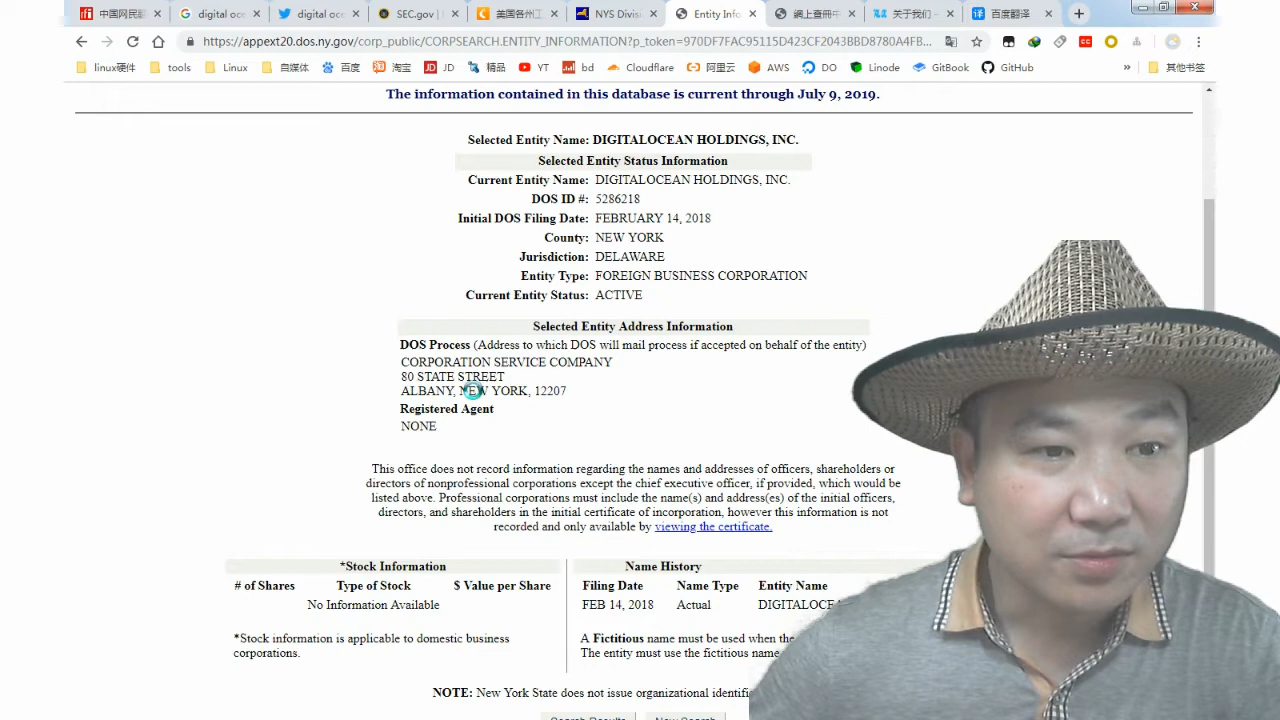 中国网民服
digital oce
digital oce
SEC.gov |
美国各州工
NYS Divis
Entity Info
網上查冊中
关于我们 -
百度翻译
https://appext20.dos.ny.gov/corp_public/CORPSEARCH.ENTITY_INFORMATION?p_token=970DF7FAC95115D423CF2043BBD8780A4FB...
linux硬件
tools
Linux
自媒体
百度
淘宝
JD
精品
YT
bd
Cloudflare
阿里云
AWS
DO
Linode
GitBook
GitHub
»
其他书签
The information contained in this database is current through July 9, 2019.
Selected Entity Name: DIGITALOCEAN HOLDINGS, INC.
Selected Entity Status Information
Current Entity Name: DIGITALOCEAN HOLDINGS, INC.
DOS ID #: 5286218
Initial DOS Filing Date: FEBRUARY 14, 2018
County: NEW YORK
Jurisdiction: DELAWARE
Entity Type: FOREIGN BUSINESS CORPORATION
Current Entity Status: ACTIVE
Selected Entity Address Information
DOS Process (Address to which DOS will mail process if accepted on behalf of the entity)
CORPORATION SERVICE COMPANY
80 STATE STREET
ALBANY, NEW YORK, 12207
Registered Agent
NONE
This office does not record information regarding the names and addresses of officers, shareholders or
directors of nonprofessional corporations except the chief executive officer, if provided, which would be
listed above. Professional corporations must include the name(s) and address(es) of the initial officers,
directors, and shareholders in the initial certificate of incorporation, however this information is not
recorded and only available by viewing the certificate.
*Stock Information
# of Shares Type of Stock $ Value per Share
No Information Available
*Stock information is applicable to domestic business
corporations.
Name History
Filing Date Name Type Entity Name
FEB 14, 2018 Actual DIGITALOCE
A Fictitious name must be used when the
The entity must use the fictitious name
NOTE: New York State does not issue organizational identific
Search Results New Search